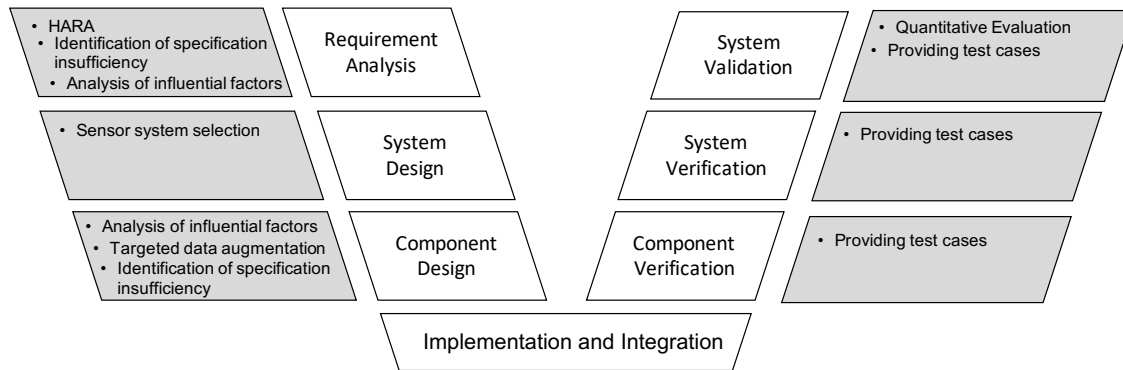 • HARA
• Identification of specification
insufficiency
• Analysis of influential factors
Requirement
Analysis
System
Validation
• Quantitative Evaluation
• Providing test cases
• Sensor system selection
System
Design
System
Verification
• Providing test cases
• Analysis of influential factors
• Targeted data augmentation
• Identification of specification
insufficiency
Component
Design
Component
Verification
• Providing test cases
Implementation and Integration